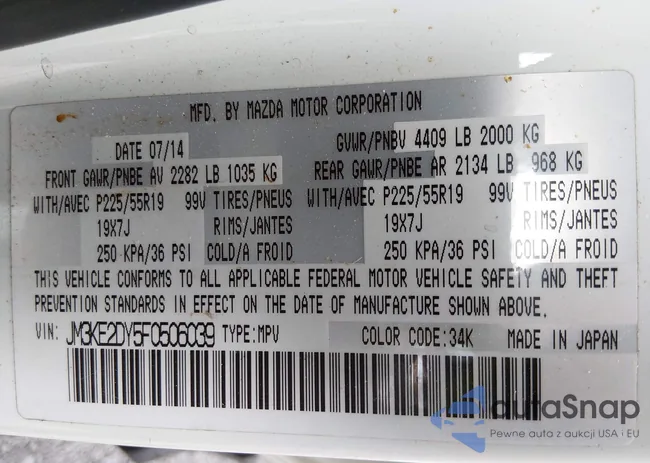 MFD. BY MAZDA MOTOR CORPORATION
DATE 07/14 GVWR/PNBV 4409 LB 2000 KG
FRONT GAWR/PNBE AV 2282 LB 1035 KG REAR GAWR/PNBE AR 2134 LB 968 KG
WITH/AVEC P225/55R19 99V TIRES/PNEUS WITH/AVEC P225/55R19 99V TIRES/PNEUS
19X7J RIMS/JANTES 19X7J RIMS/JANTES
250 KPA/36 PSI COLD/A FROID 250 KPA/36 PSI COLD/A FROID
THIS VEHICLE CONFORMS TO ALL APPLICABLE FEDERAL MOTOR VEHICLE SAFETY AND THEFT
PREVENTION STANDARDS IN EFFECT ON THE DATE OF MANUFACTURE SHOWN ABOVE.
VIN: JM3KE2DY5F0506039 TYPE:MPV COLOR CODE:34K MADE IN JAPAN
autaSnap
Pewne auta z aukcji USA i EU